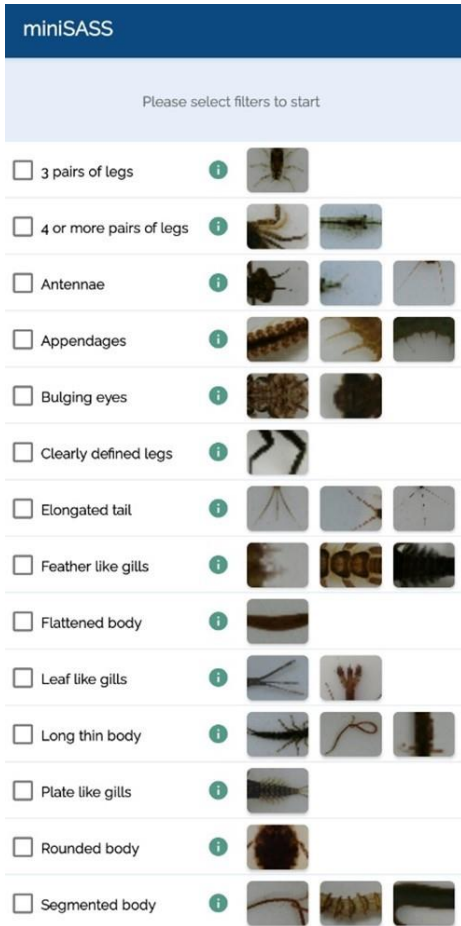 miniSASS
Please select filters to start
3 pairs of legs
4 or more pairs of legs
Antennae
Appendages
Bulging eyes
Clearly defined legs
Elongated tail
Feather like gills
Flattened body
Leaf like gills
Long thin body
Plate like gills
Rounded body
Segmented body